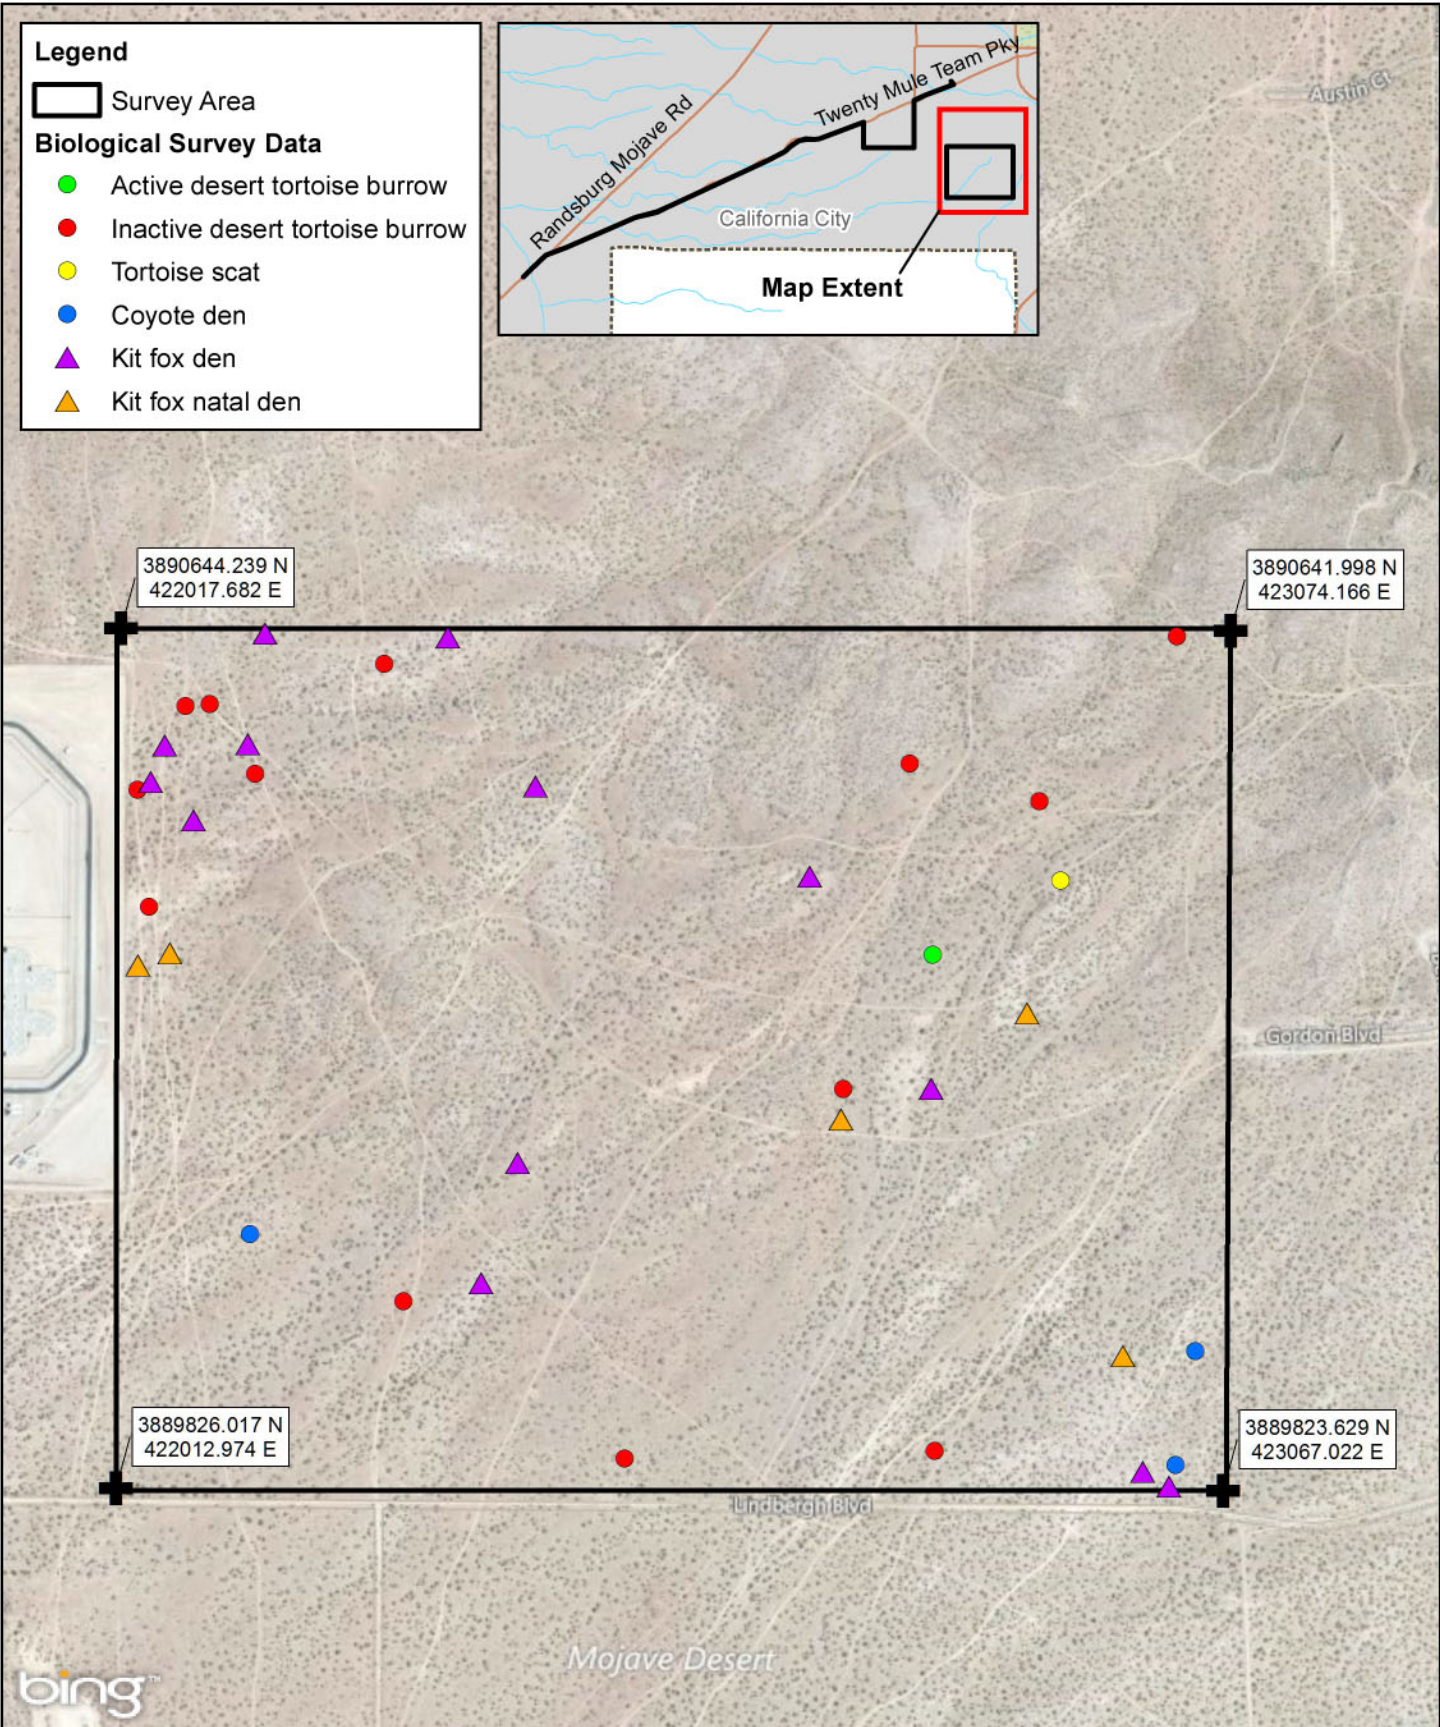 Legend
Survey Area
Biological Survey Data
Active desert tortoise burrow
Inactive desert tortoise burrow
Tortoise scat
Coyote den
Kit fox den
Kit fox natal den
Randsburg Mojave Rd
Twenty Mule Team Pky
California City
Map Extent
Austin Ct
3890644.239 N
422017.682 E
3890641.998 N
423074.166 E
Gordon Blvd
3889826.017 N
422012.974 E
3889823.629 N
423067.022 E
Lindbergh Blvd
Mojave Desert
bing™